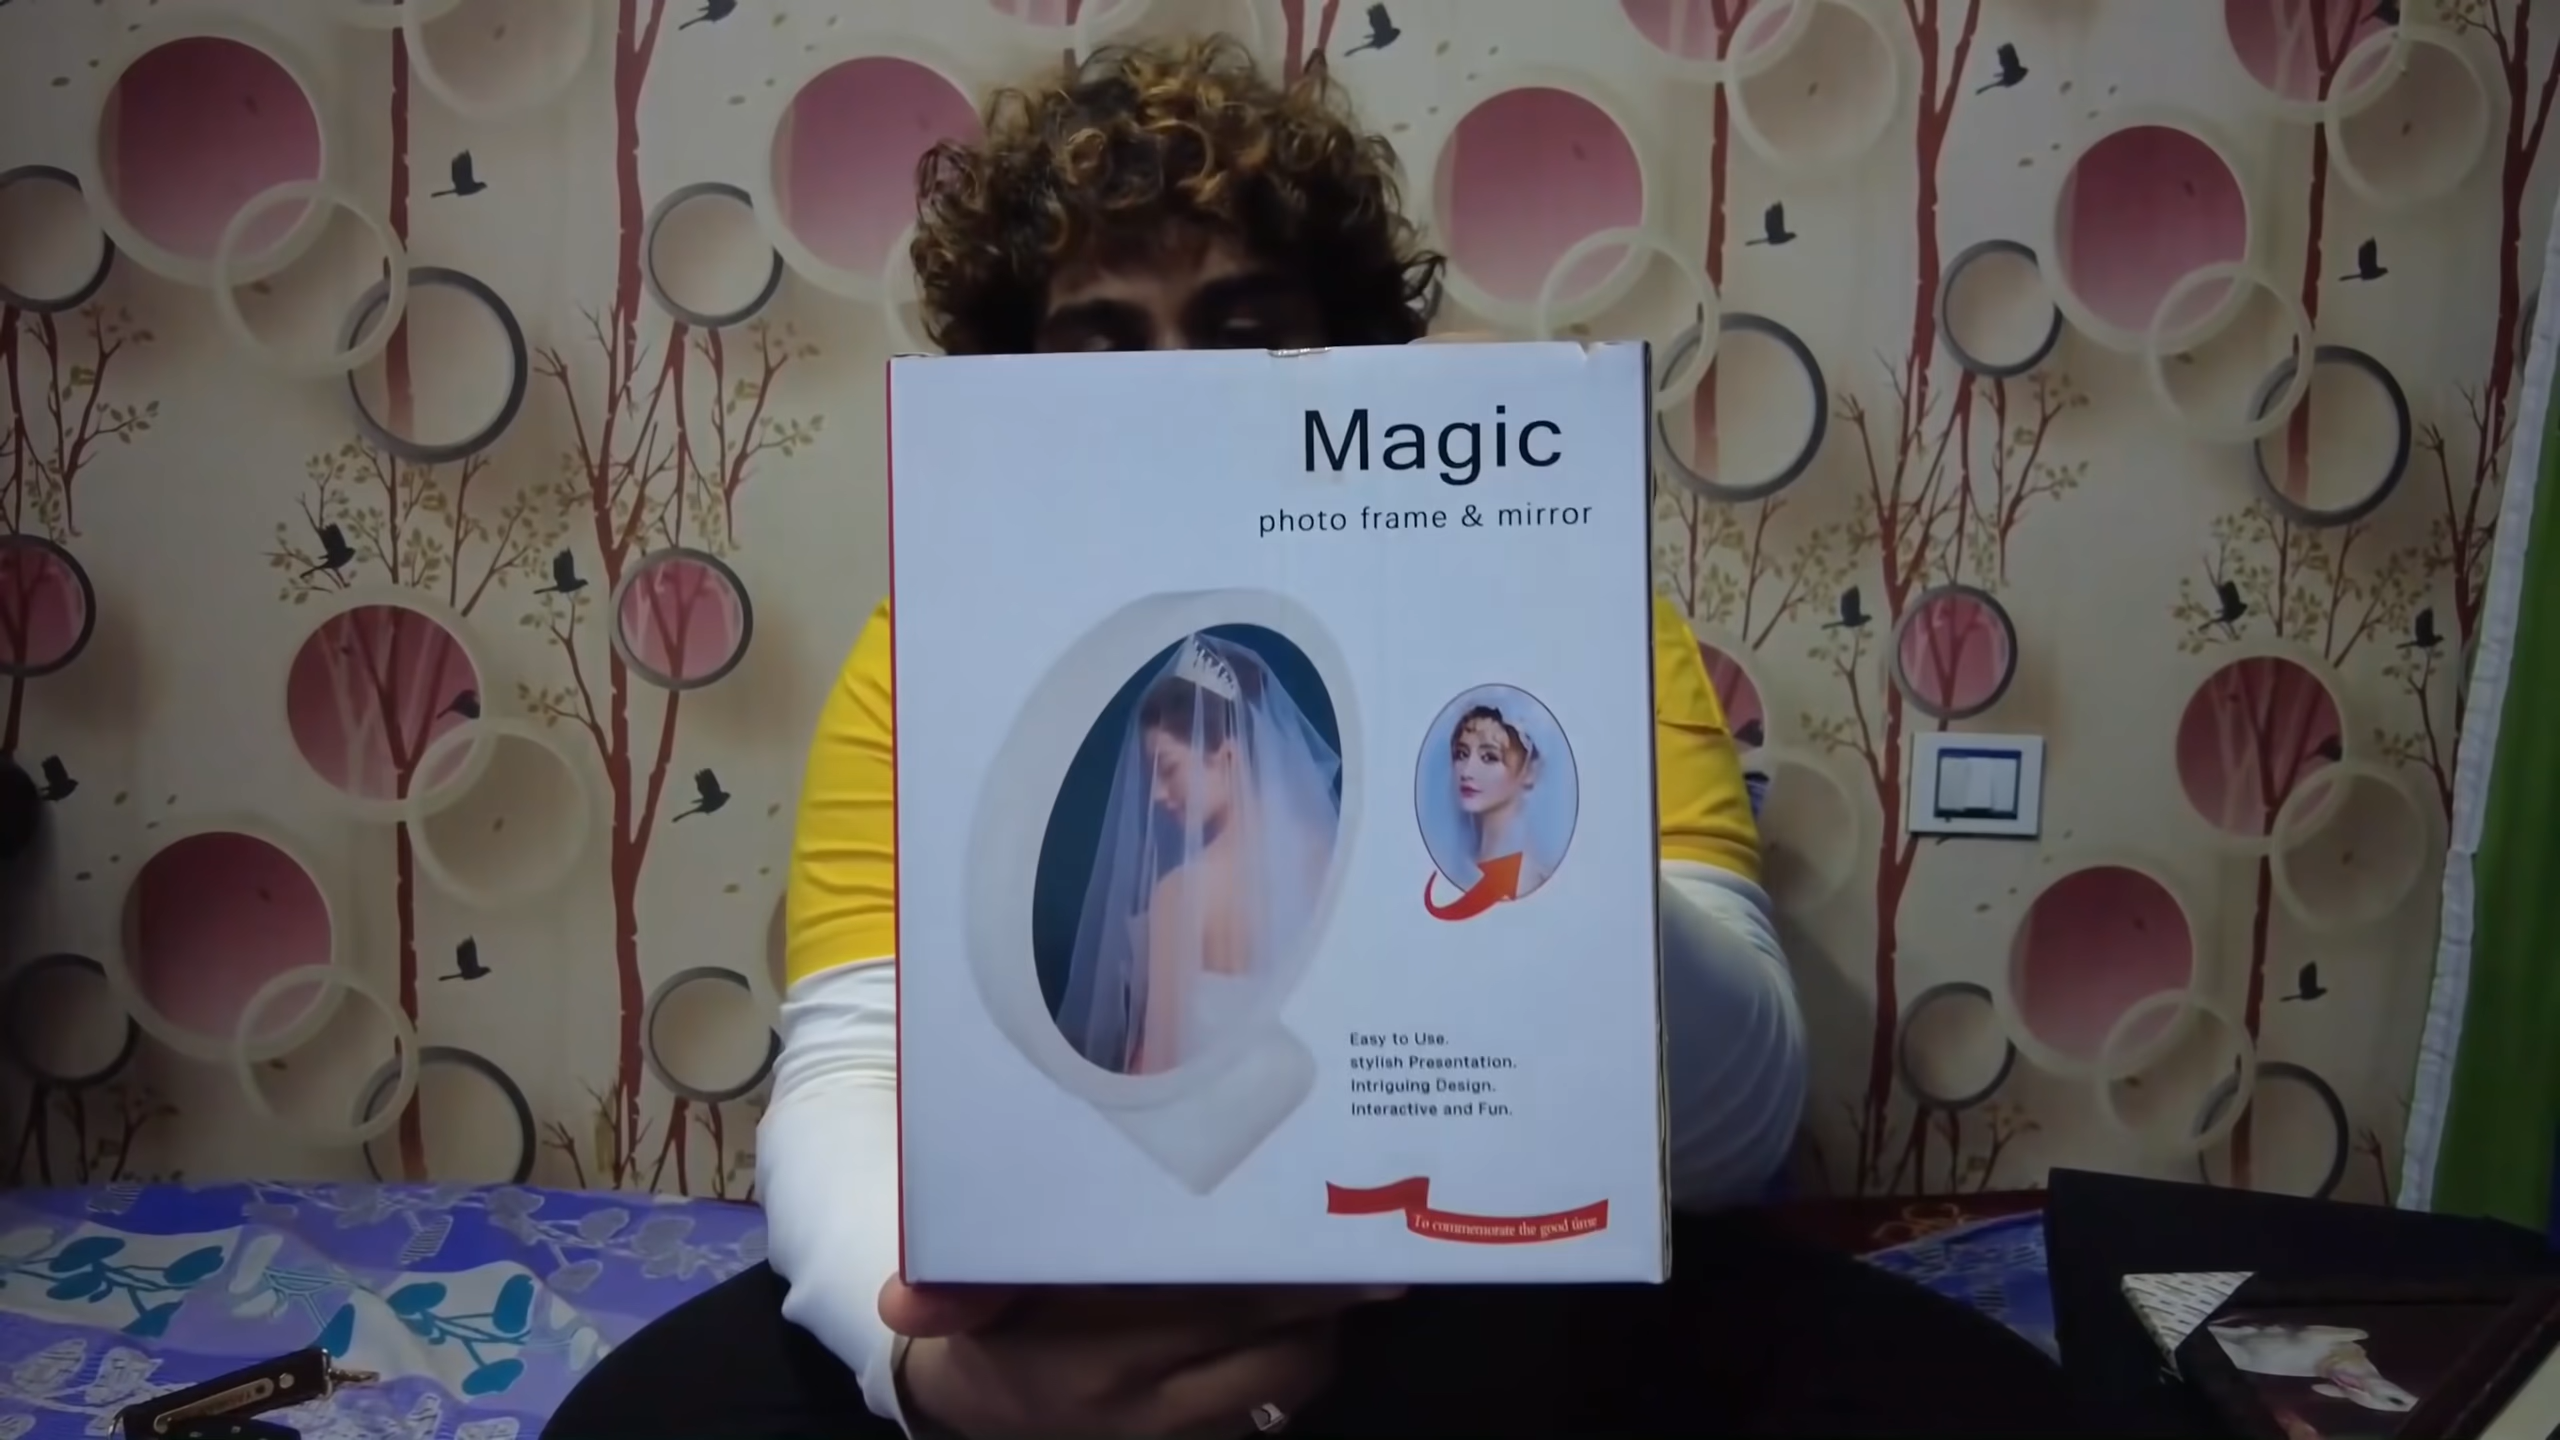 Magic
photo frame & mirror
Easy to Use.
stylish Presentation.
Intriguing Design.
Interactive and Fun.
To commemorate the good time